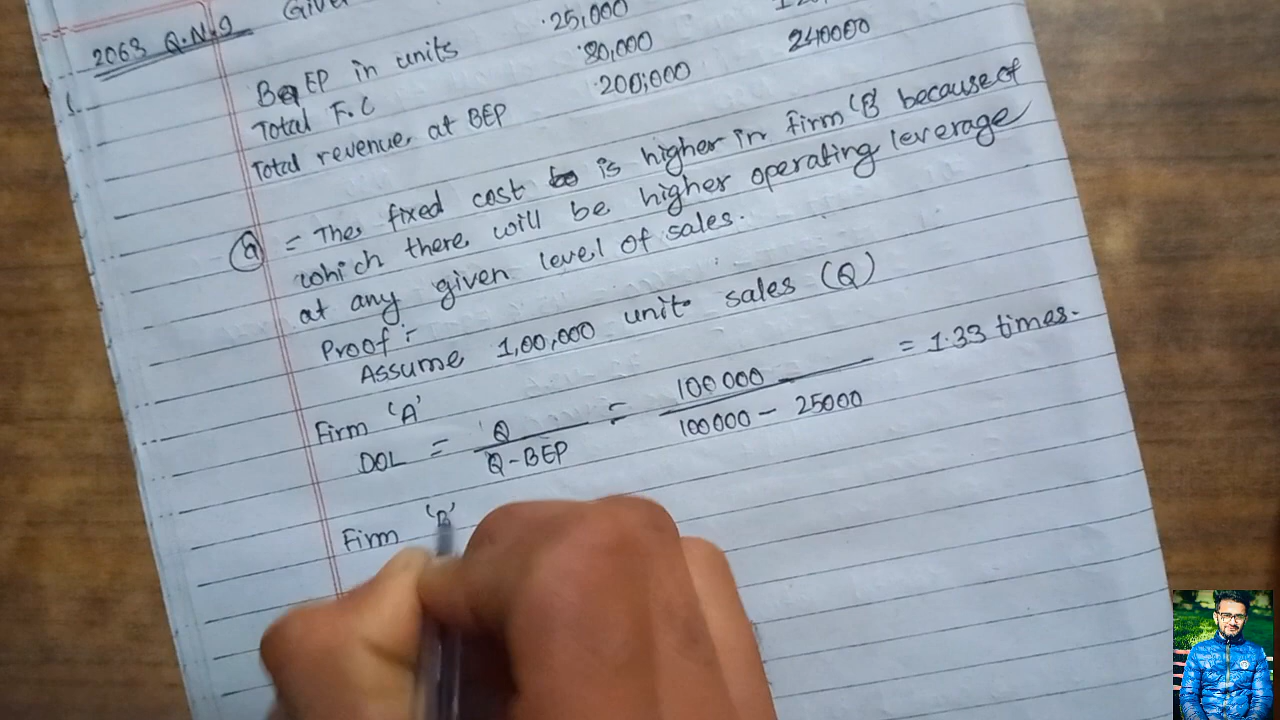 2063 Q.N.9
Given
BEP in units 25,000
Total F.C 80,000
Total revenue at BEP 200,000 240000
(a) = The fixed cost is higher in firm 'B' because of
which there will be higher operating leverage
at any given level of sales.
Proof :-
Assume 1,00,000 unit sales (Q)
Firm 'A'
DOL = Q / Q-BEP = 100000 / 100000 - 25000 = 1.33 times.
Firm 'B'